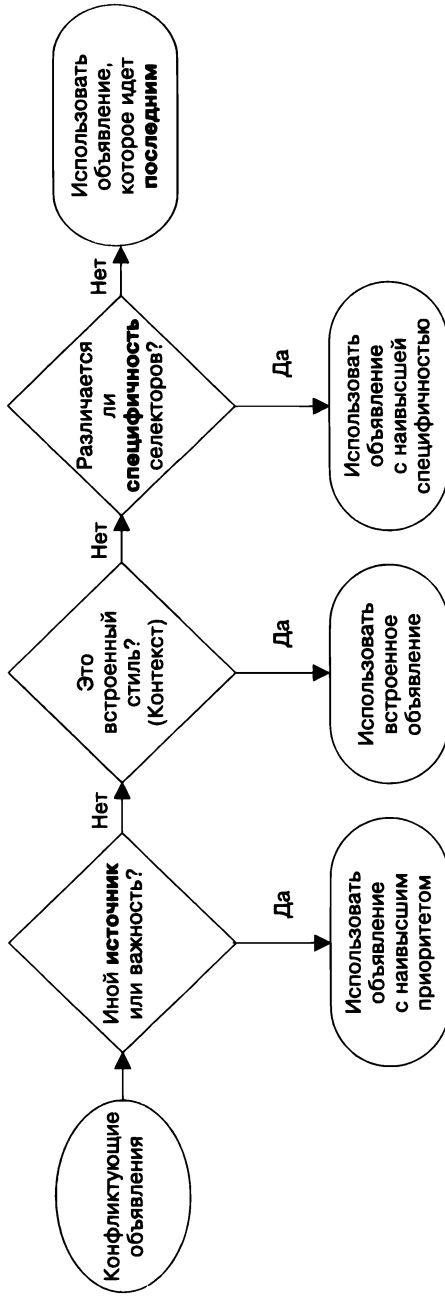 Конфликтующие
объявления
Иной источник
или важность?
Да
Использовать
объявление
с наивысшим
приоритетом
Нет
Это
встроенный
стиль?
(Контекст)
Да
Использовать
встроенное
объявление
Нет
Различается
ли
специфичность
селекторов?
Да
Использовать
объявление
с наивысшей
специфичностью
Нет
Использовать
объявление,
которое идет
последним